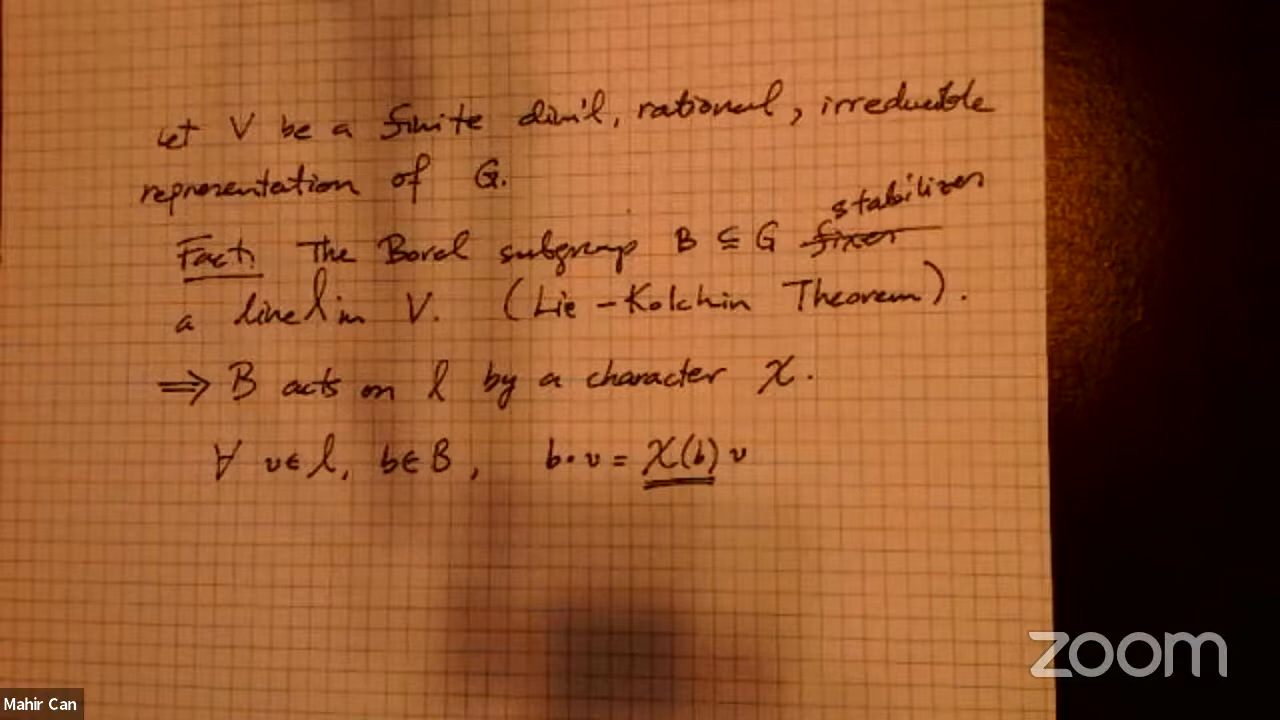 Let V be a finite dim'l, rational, irreducible
representation of G.
stabilizes
Fact: The Borel subgroup B ⊆ G fixes
a line l in V. (Lie-Kolchin Theorem).
⟹ B acts on l by a character χ.
∀ v∈l, b∈B, b·v = χ(b) v
zoom
Mahir Can